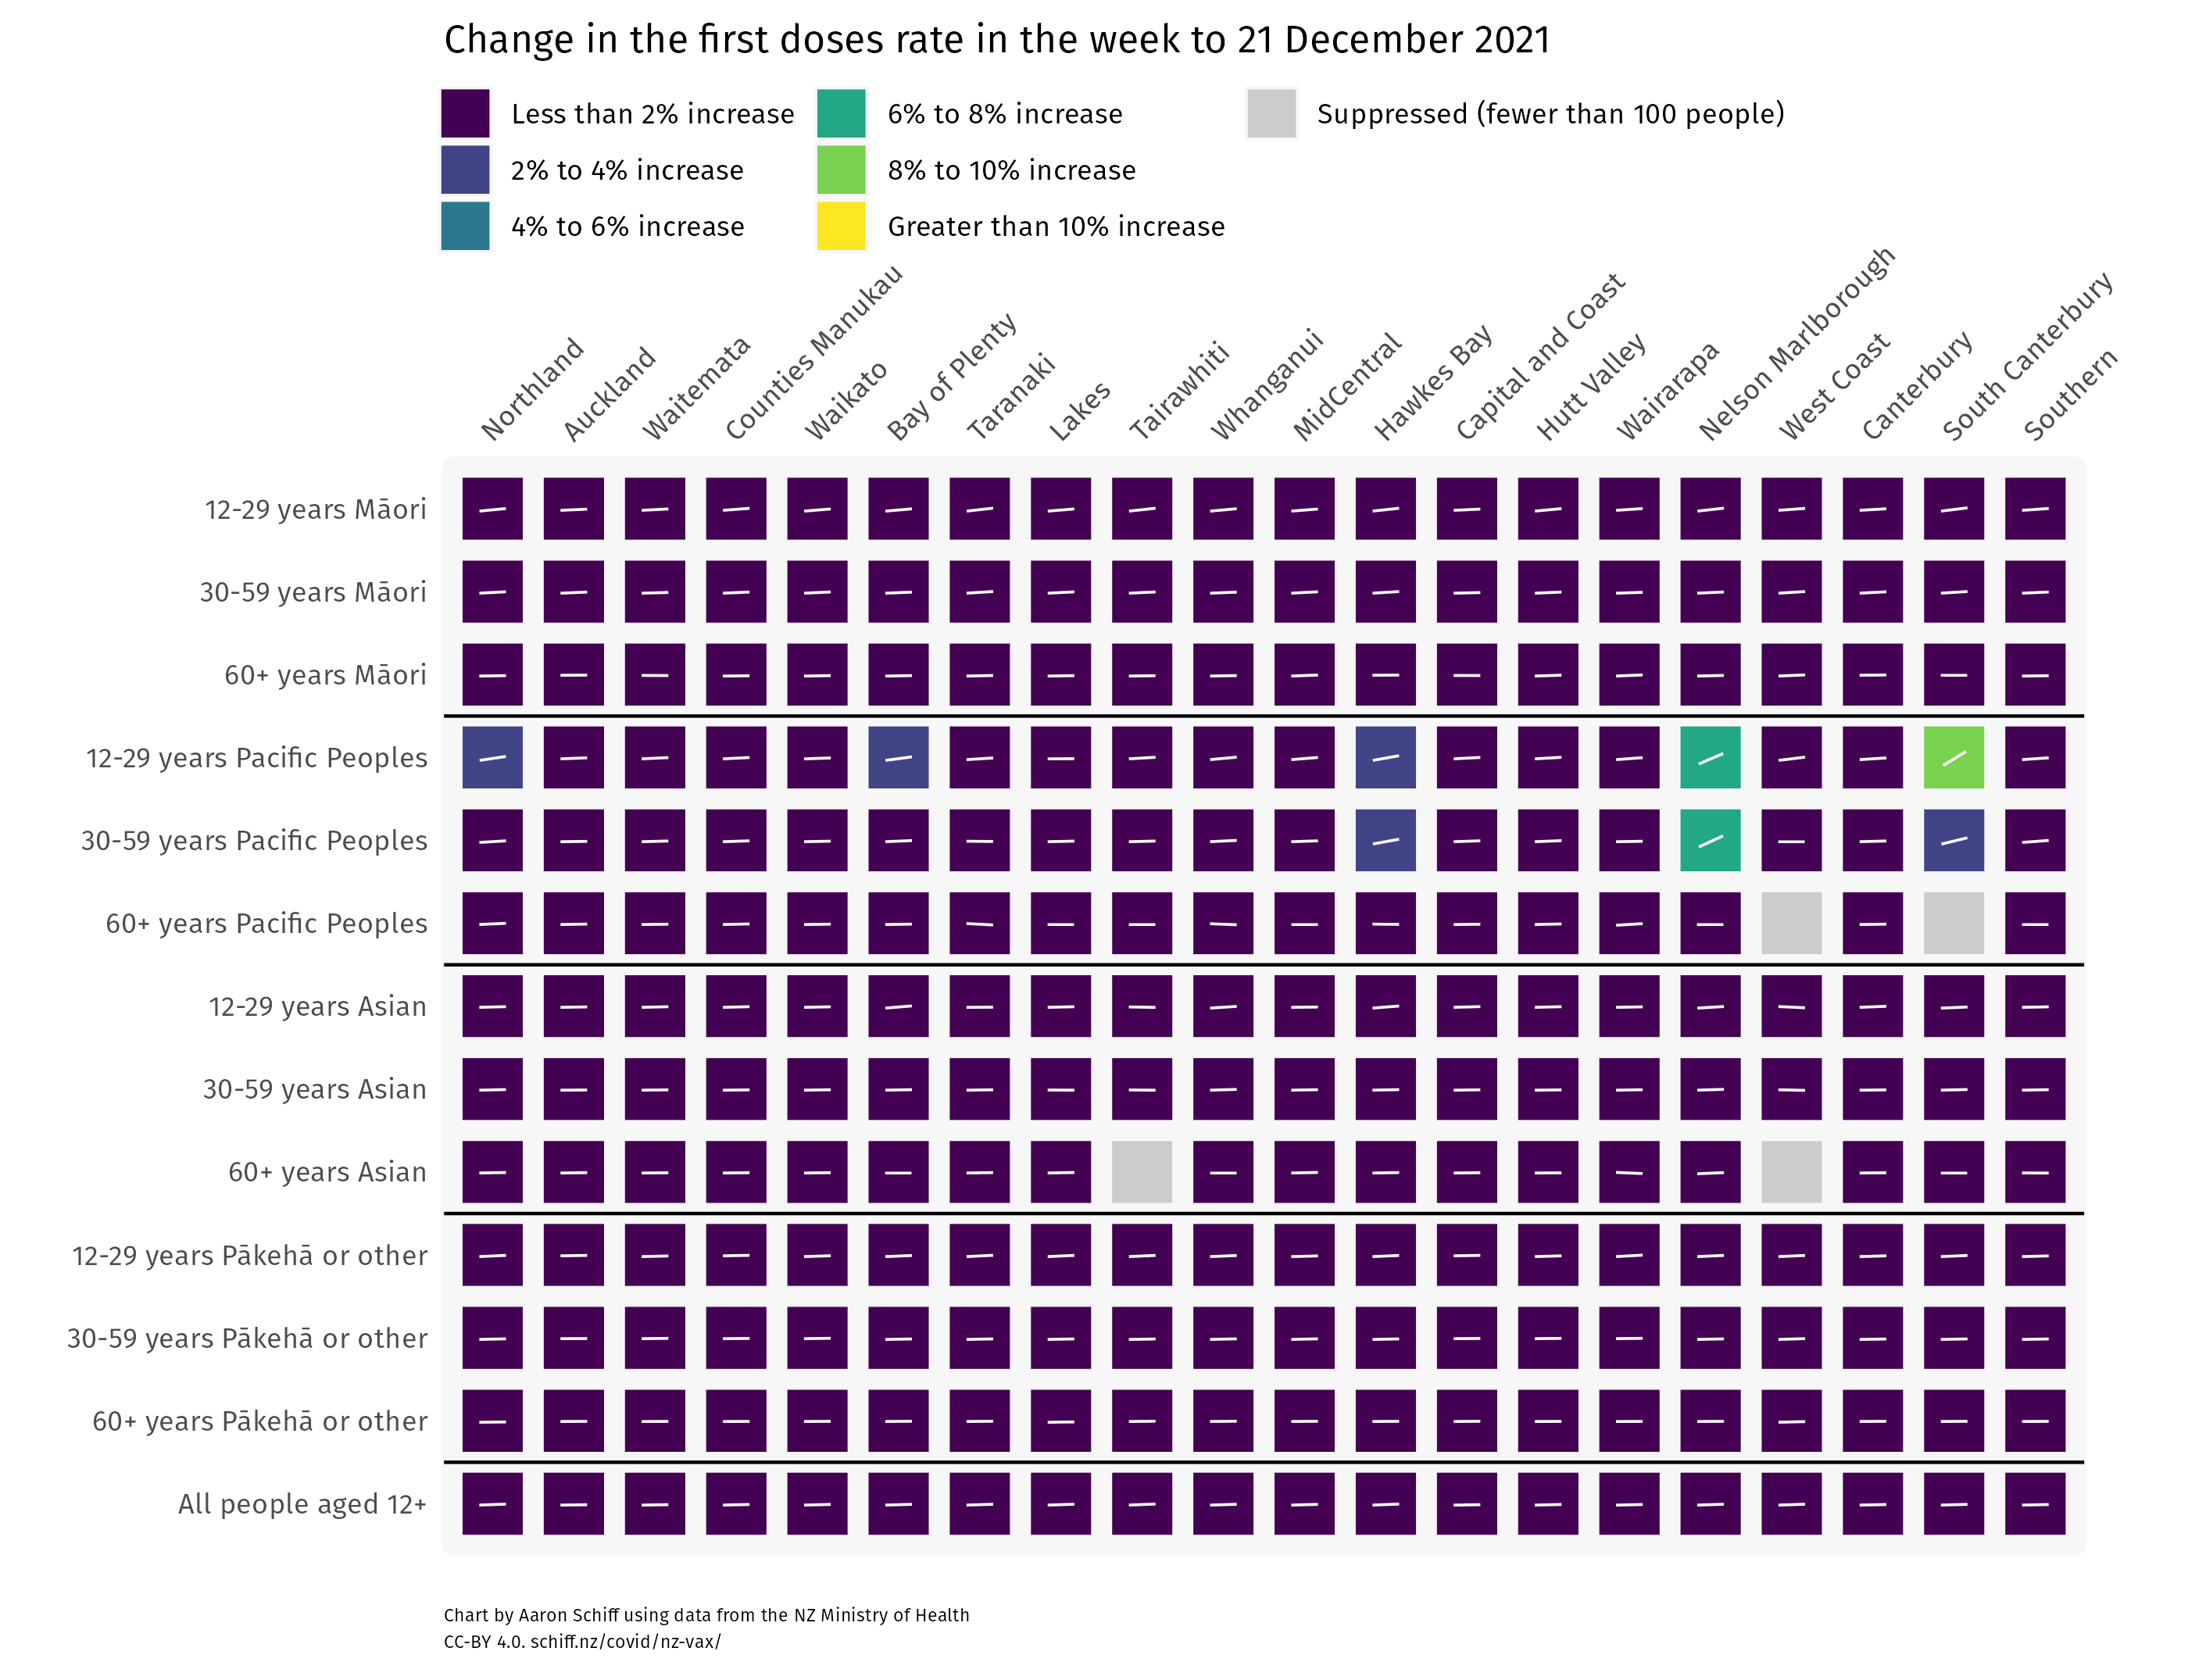 Change in the first doses rate in the week to 21 December 2021
Less than 2% increase
2% to 4% increase
4% to 6% increase
6% to 8% increase
8% to 10% increase
Greater than 10% increase
Suppressed (fewer than 100 people)
Northland
Auckland
Waitemata
Counties Manukau
Waikato
Bay of Plenty
Taranaki
Lakes
Tairawhiti
Whanganui
MidCentral
Hawkes Bay
Capital and Coast
Hutt Valley
Wairarapa
Nelson Marlborough
West Coast
Canterbury
South Canterbury
Southern
12-29 years Māori
30-59 years Māori
60+ years Māori
12-29 years Pacific Peoples
30-59 years Pacific Peoples
60+ years Pacific Peoples
12-29 years Asian
30-59 years Asian
60+ years Asian
12-29 years Pākehā or other
30-59 years Pākehā or other
60+ years Pākehā or other
All people aged 12+
Chart by Aaron Schiff using data from the NZ Ministry of Health
CC-BY 4.0. schiff.nz/covid/nz-vax/